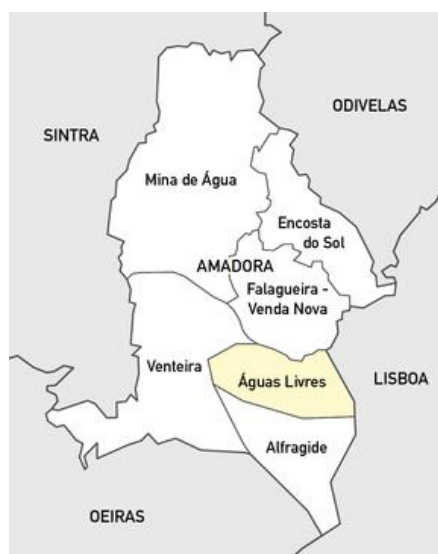 ODIVELAS
SINTRA
Mina de Água
Encosta
do Sol
AMADORA
Falagueira -
Venda Nova
Venteira
Águas Livres
LISBOA
Alfragide
OEIRAS